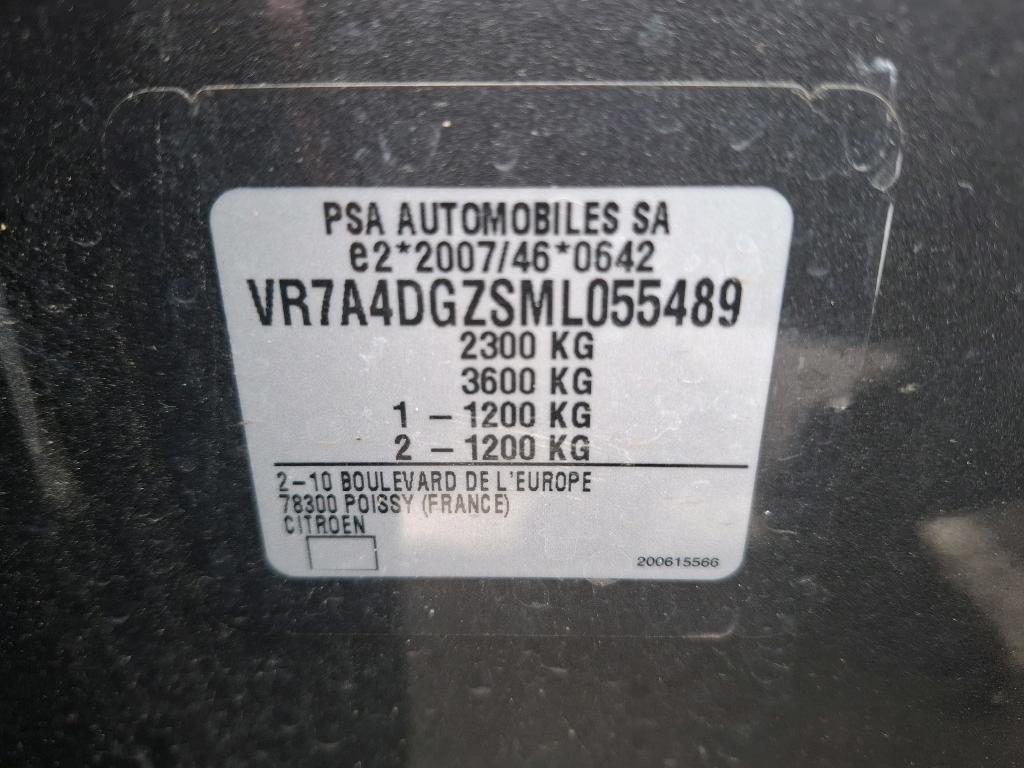 PSA AUTOMOBILES SA
e2*2007/46*0642
VR7A4DGZSML055489
2300 KG
3600 KG
1 - 1200 KG
2 - 1200 KG
2-10 BOULEVARD DE L'EUROPE
78300 POISSY (FRANCE)
CITROEN
200615566